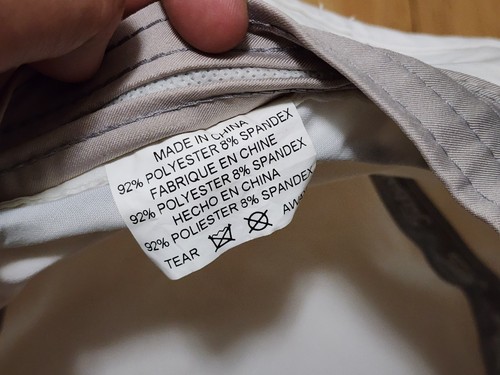 MADE IN CHINA
92% POLYESTER 8% SPANDEX
FABRIQUE EN CHINE
92% POLYESTER 8% SPANDEX
HECHO EN CHINA
92% POLIESTER 8% SPANDEX
TEAR